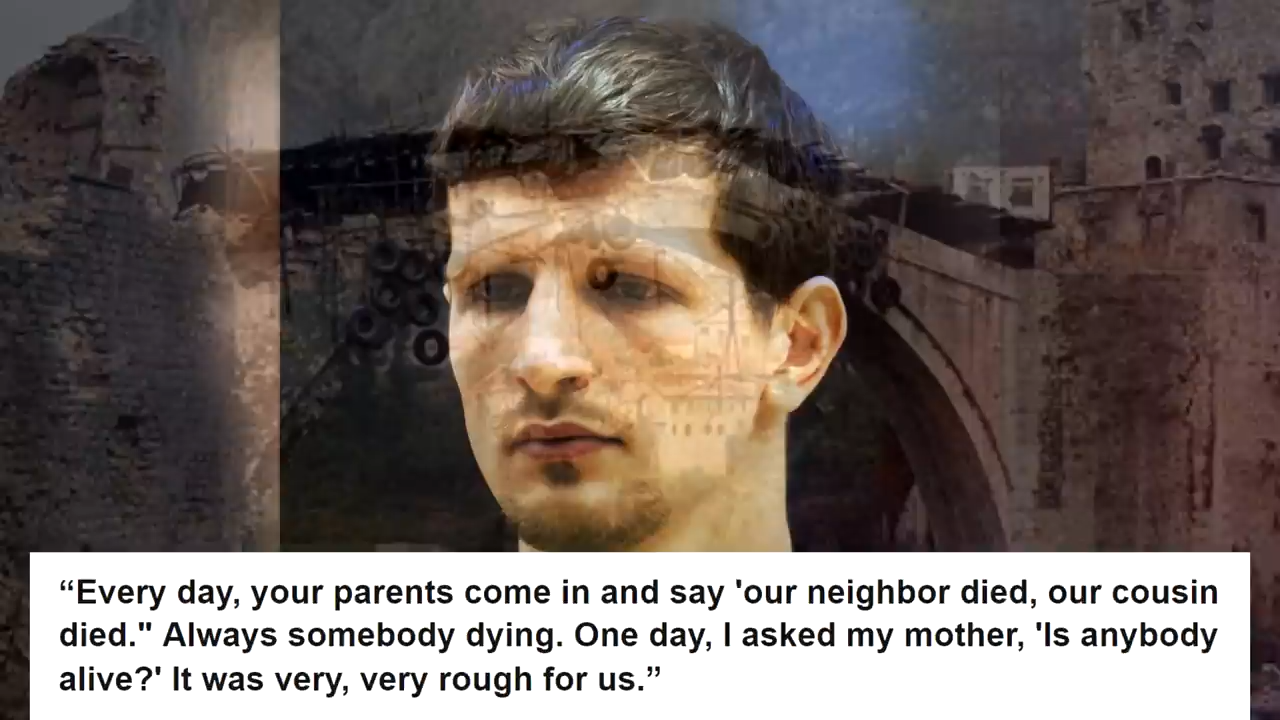 “Every day, your parents come in and say 'our neighbor died, our cousin
died." Always somebody dying. One day, I asked my mother, 'Is anybody
alive?' It was very, very rough for us.”